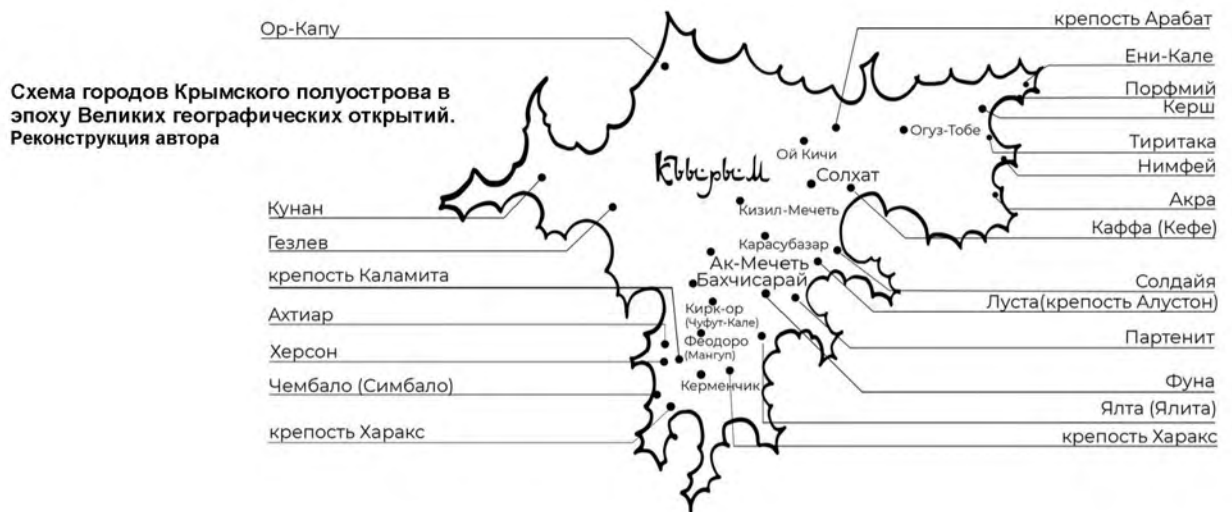 Схема городов Крымского полуострова в
эпоху Великих географических открытий.
Реконструкция автора
Ор-Капу
Кунан
Гезлев
крепость Каламита
Ахтиар
Херсон
Чембало (Симбало)
крепость Харакс
Къырым
Ой Кичи
Огуз-Тобе
Солхат
Кизил-Мечеть
Карасубазар
Ак-Мечеть
Бахчисарай
Кирк-ор
(Чуфут-Кале)
Феодоро
(Мангуп)
Керменчик
крепость Арабат
Ени-Кале
Порфмий
Керш
Тиритака
Нимфей
Акра
Каффа (Кефе)
Солдайя
Луста(крепость Алустон)
Партенит
Фуна
Ялта (Ялита)
крепость Харакс